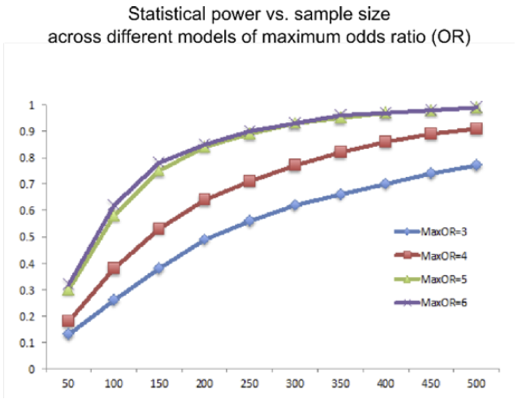 Statistical power vs. sample size
across different models of maximum odds ratio (OR)
1
0.9
0.8
0.7
0.6
0.5
0.4
0.3
0.2
0.1
0
MaxOR=3
MaxOR=4
MaxOR=5
MaxOR=6
50 100 150 200 250 300 350 400 450 500